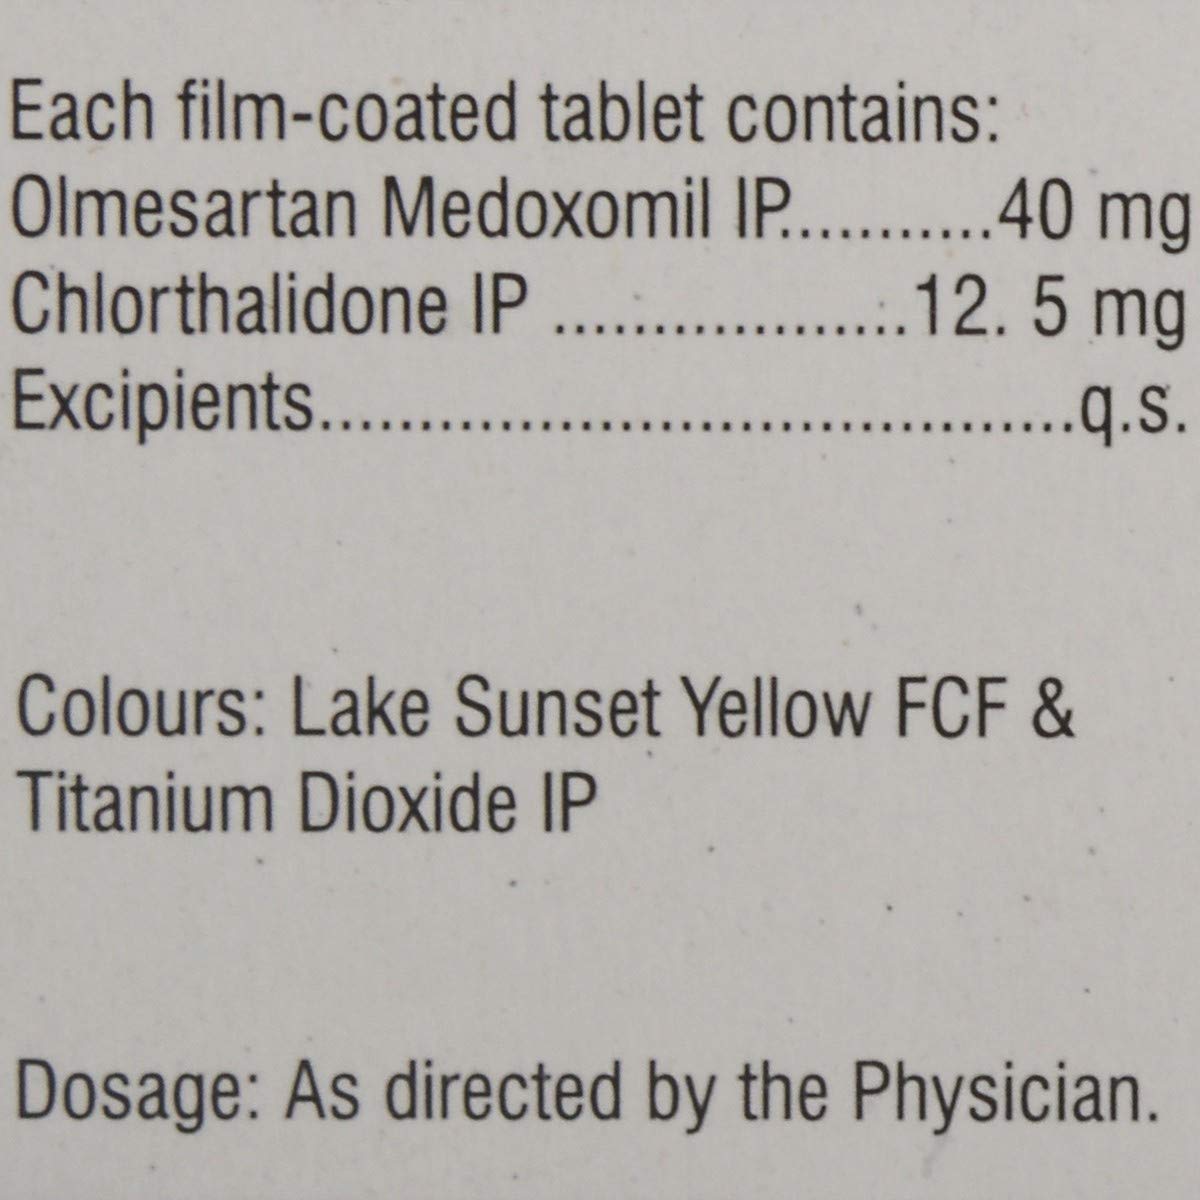 Each film-coated tablet contains:
Olmesartan Medoxomil IP...........40 mg
Chlorthalidone IP ..................12. 5 mg
Excipients......................................q.s.
Colours: Lake Sunset Yellow FCF &
Titanium Dioxide IP
Dosage: As directed by the Physician.